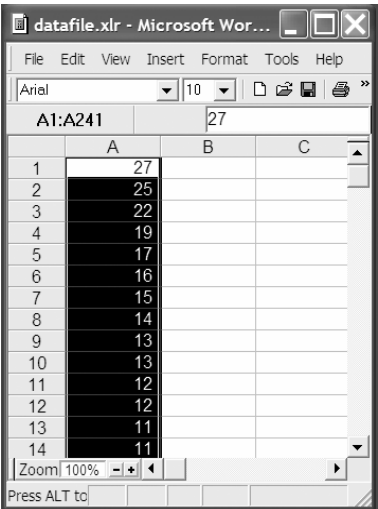 datafile.xlr - Microsoft Wor...
File Edit View Insert Format Tools Help
Arial 10 »
A1:A241 27
A B C
1 27
2 25
3 22
4 19
5 17
6 16
7 15
8 14
9 13
10 13
11 12
12 12
13 11
14 11
Zoom 100% - +
Press ALT to